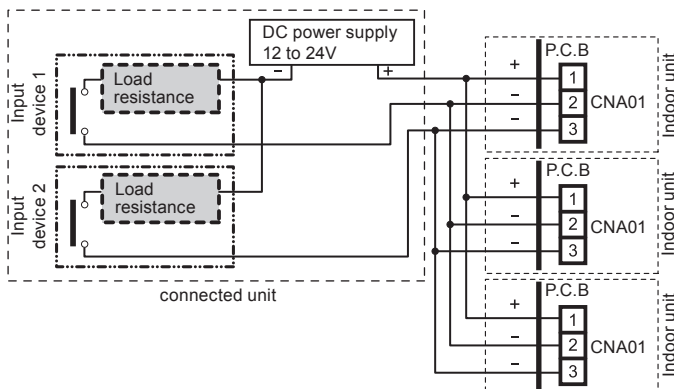 DC power supply
12 to 24V
−
+
Input
device 1
Load
resistance
Input
device 2
Load
resistance
connected unit
P.C.B
+
−
−
1
2
3
CNA01
Indoor unit
P.C.B
+
−
−
1
2
3
CNA01
Indoor unit
P.C.B
+
−
−
1
2
3
CNA01
Indoor unit